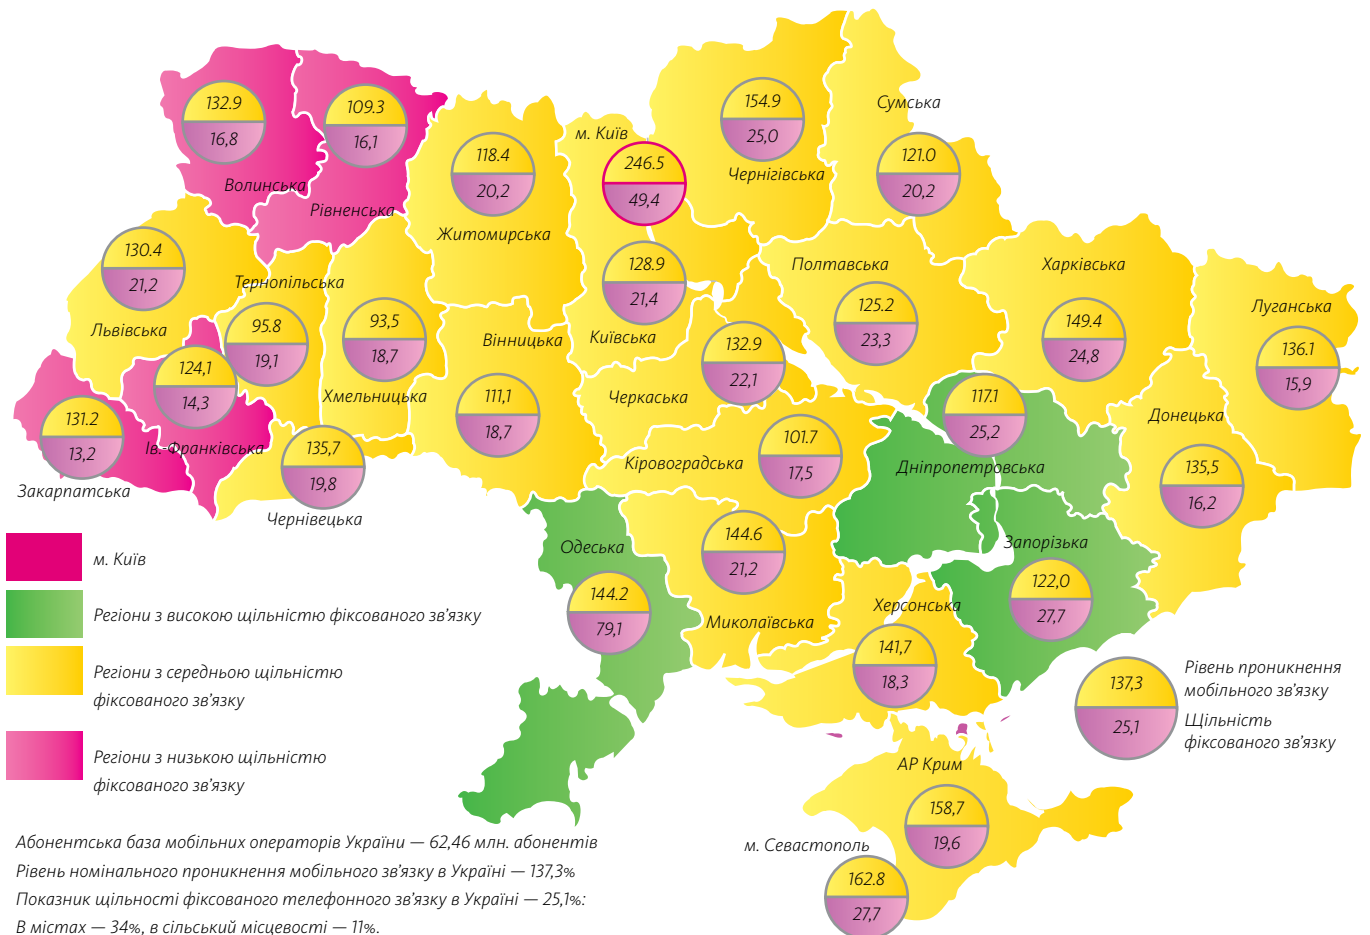 154.9
25,0
Чернігівська
Сумська
121.0
20,2
132.9
16,8
Волинська
109.3
16,1
Рівненська
118.4
20,2
Житомирська
м. Київ
246.5
49,4
128.9
21,4
Київська
130.4
21,2
Львівська
Тернопільська
95.8
19,1
93,5
18,7
Хмельницька
Вінницька
111,1
18,7
132.9
22,1
Черкаська
Полтавська
125.2
23,3
Харківська
149.4
24,8
Луганська
136.1
15,9
124,1
14,3
Ів.-Франківська
131.2
13,2
Закарпатська
135,7
19,8
Чернівецька
101.7
17,5
Кіровоградська
117.1
25,2
Дніпропетровська
Донецька
135,5
16,2
Одеська
144.2
79,1
144.6
21,2
Миколаївська
Запорізька
122,0
27,7
Херсонська
141,7
18,3
АР Крим
158,7
19,6
м. Севастополь
162.8
27,7
137,3
25,1
Рівень проникнення
мобільного зв’язку
Щільність
фіксованого зв’язку
м. Київ
Регіони з високою щільністю фіксованого зв’язку
Регіони з середньою щільністю
фіксованого зв’язку
Регіони з низькою щільністю
фіксованого зв’язку
Абонентська база мобільних операторів України — 62,46 млн. абонентів
Рівень номінального проникнення мобільного зв’язку в Україні — 137,3%
Показник щільності фіксованого телефонного зв’язку в Україні — 25,1%:
В містах — 34%, в сільський місцевості — 11%.